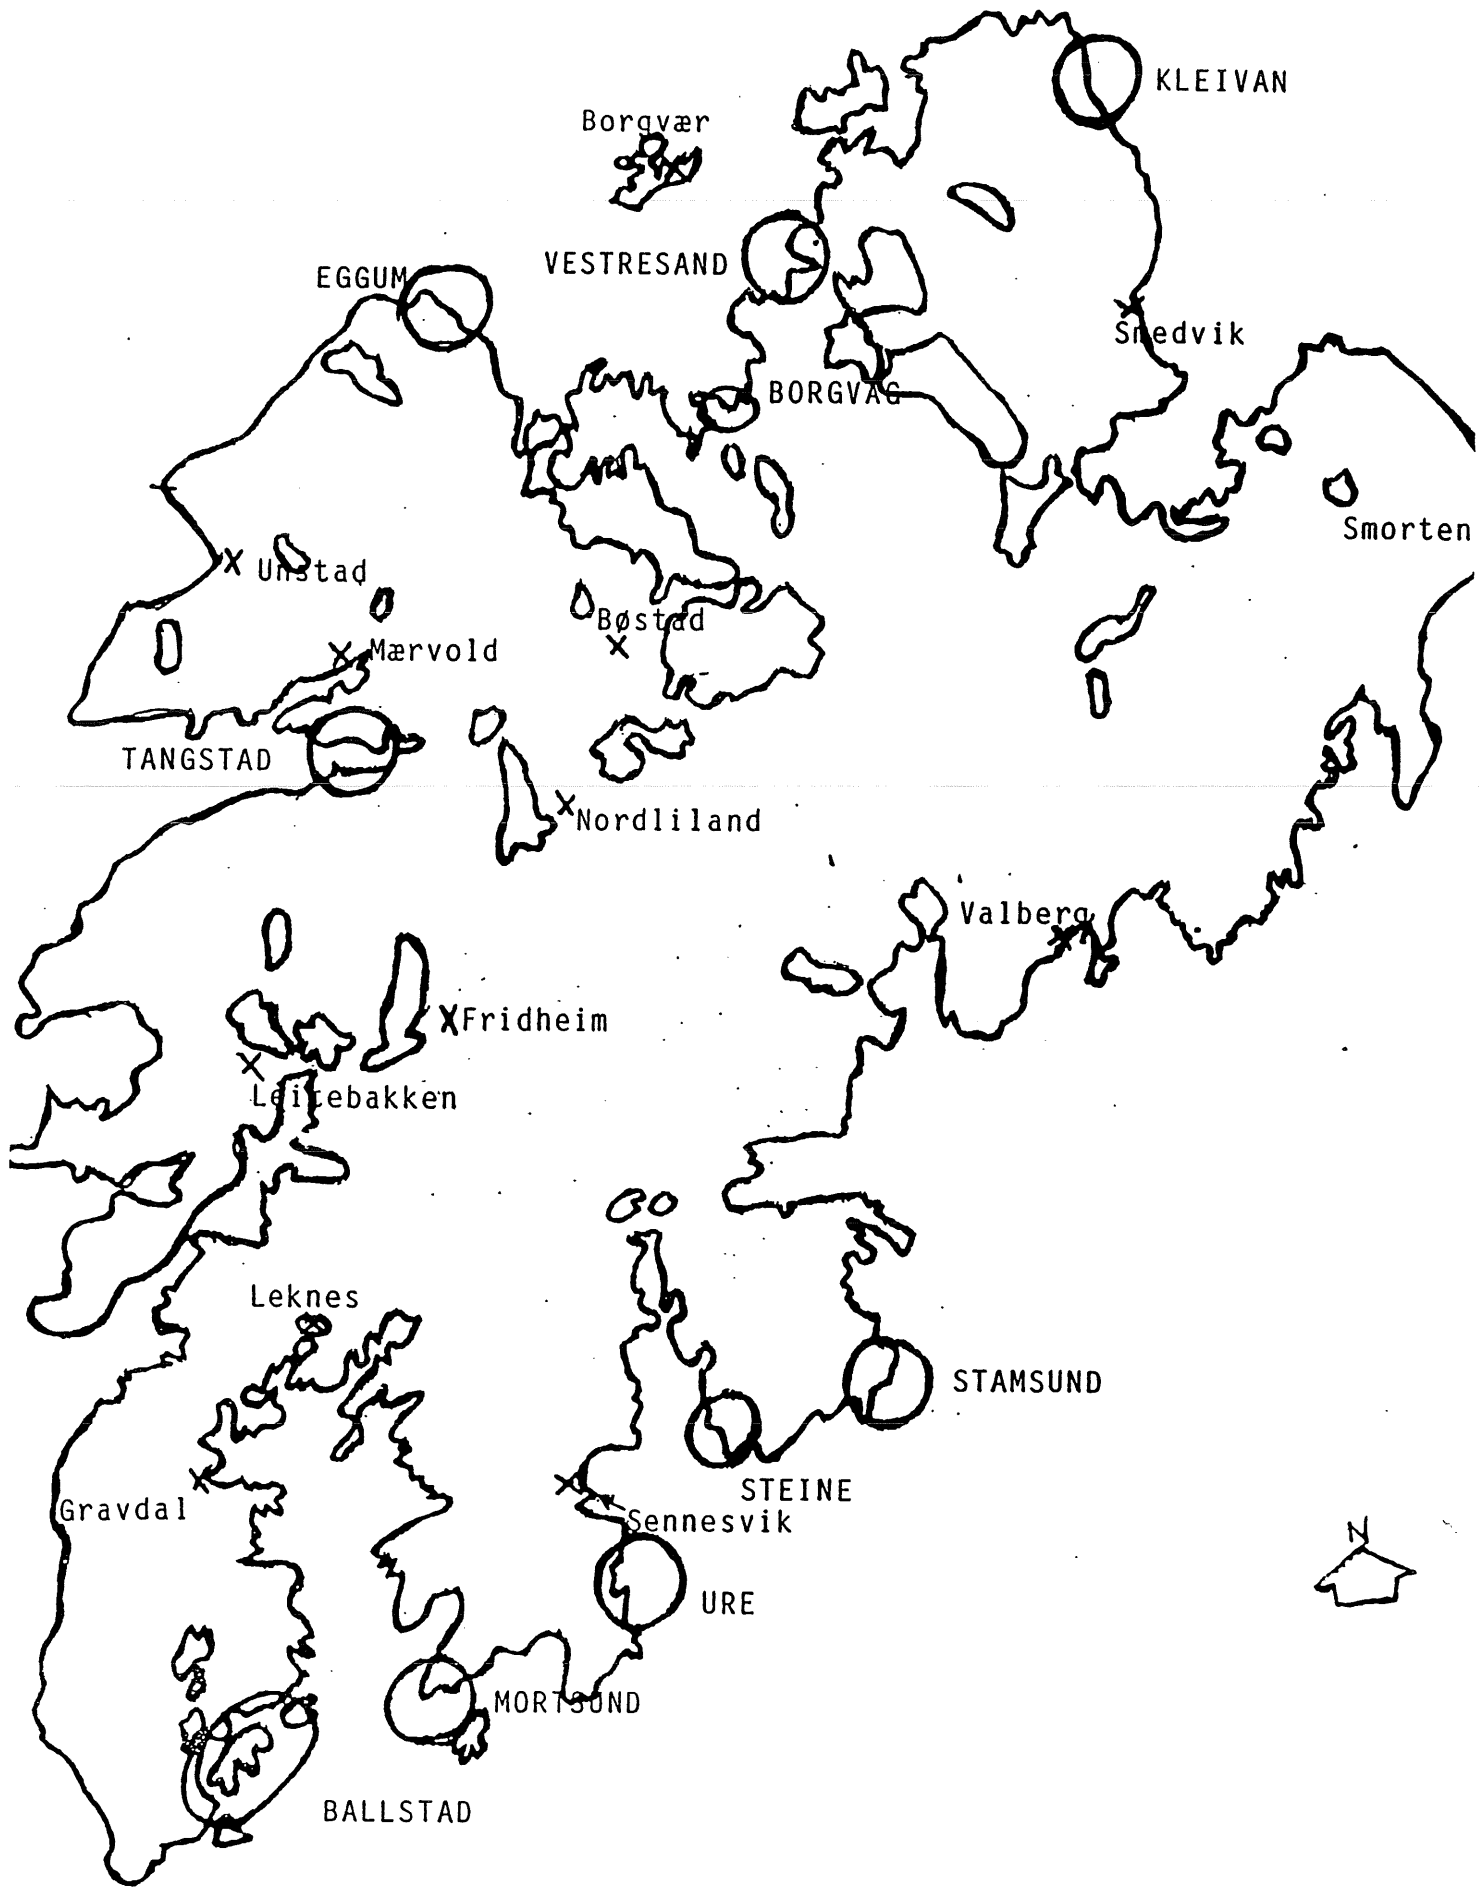 KLEIVAN
Borgvær
VESTRESAND
EGGUM
Snedvik
BORGVAG
Smorten
Unstad
Bøstad
Mærvold
TANGSTAD
Nordliland
Valberg
Fridheim
Leitebakken
Leknes
STAMSUND
STEINE
Gravdal
Sennesvik
N
URE
MORTSUND
BALLSTAD